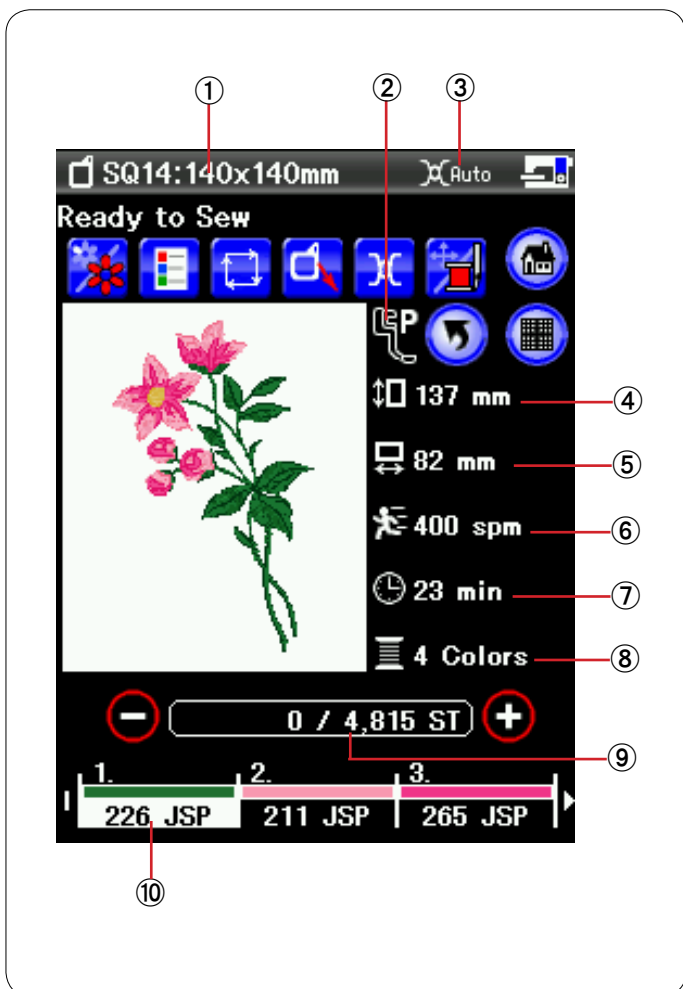 ① ② ③
SQ14:140x140mm Auto
Ready to Sew
P
137 mm ④
82 mm ⑤
400 spm ⑥
23 min ⑦
4 Colors ⑧
0 / 4,815 ST
⑨
1. 2. 3.
226 JSP 211 JSP 265 JSP
⑩